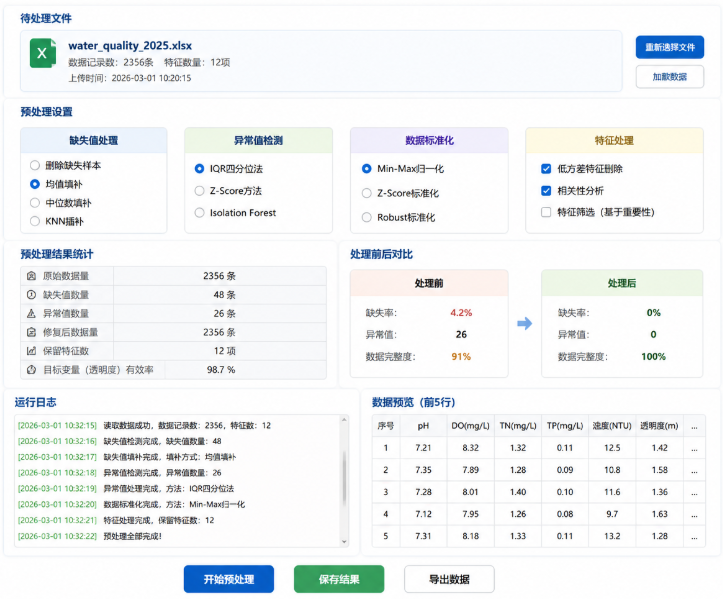 待处理文件
X
water_quality_2025.xlsx
数据记录数：2356条 特征数量：12项
上传时间：2026-03-01 10:20:15
重新选择文件
加载数据
预处理设置
缺失值处理
删除缺失样本
均值填补
中位数填补
KNN插补
异常值检测
IQR四分位法
Z-Score方法
Isolation Forest
数据标准化
Min-Max归一化
Z-Score标准化
Robust标准化
特征处理
低方差特征删除
相关性分析
特征筛选（基于重要性）
预处理结果统计
原始数据量 2356 条
缺失值数量 48 条
异常值数量 26 条
修复后数据量 2356 条
保留特征数 12 项
目标变量（透明度）有效率 98.7 %
处理前后对比
处理前
缺失率： 4.2%
异常值： 26
数据完整度： 91%
处理后
缺失率： 0%
异常值： 0
数据完整度： 100%
运行日志
[2026-03-01 10:32:15] 读取数据成功，数据记录数：2356，特征数：12
[2026-03-01 10:32:16] 缺失值检测完成，缺失值数量：48
[2026-03-01 10:32:17] 缺失值填补完成，填补方式：均值填补
[2026-03-01 10:32:18] 异常值检测完成，异常值数量：26
[2026-03-01 10:32:19] 异常值处理完成，方法：IQR四分位法
[2026-03-01 10:32:20] 数据标准化完成，方法：Min-Max归一化
[2026-03-01 10:32:21] 特征处理完成，保留特征数：12
[2026-03-01 10:32:22] 预处理全部完成！
数据预览（前5行）
序号 pH DO(mg/L) TN(mg/L) TP(mg/L) 浊度(NTU) 透明度(m) ...
1 7.21 8.32 1.32 0.11 12.5 1.42 ...
2 7.35 7.89 1.28 0.09 10.8 1.58 ...
3 7.28 8.01 1.40 0.10 11.6 1.36 ...
4 7.12 7.95 1.26 0.08 9.7 1.63 ...
5 7.31 8.18 1.33 0.11 13.2 1.28 ...
开始预处理
保存结果
导出数据